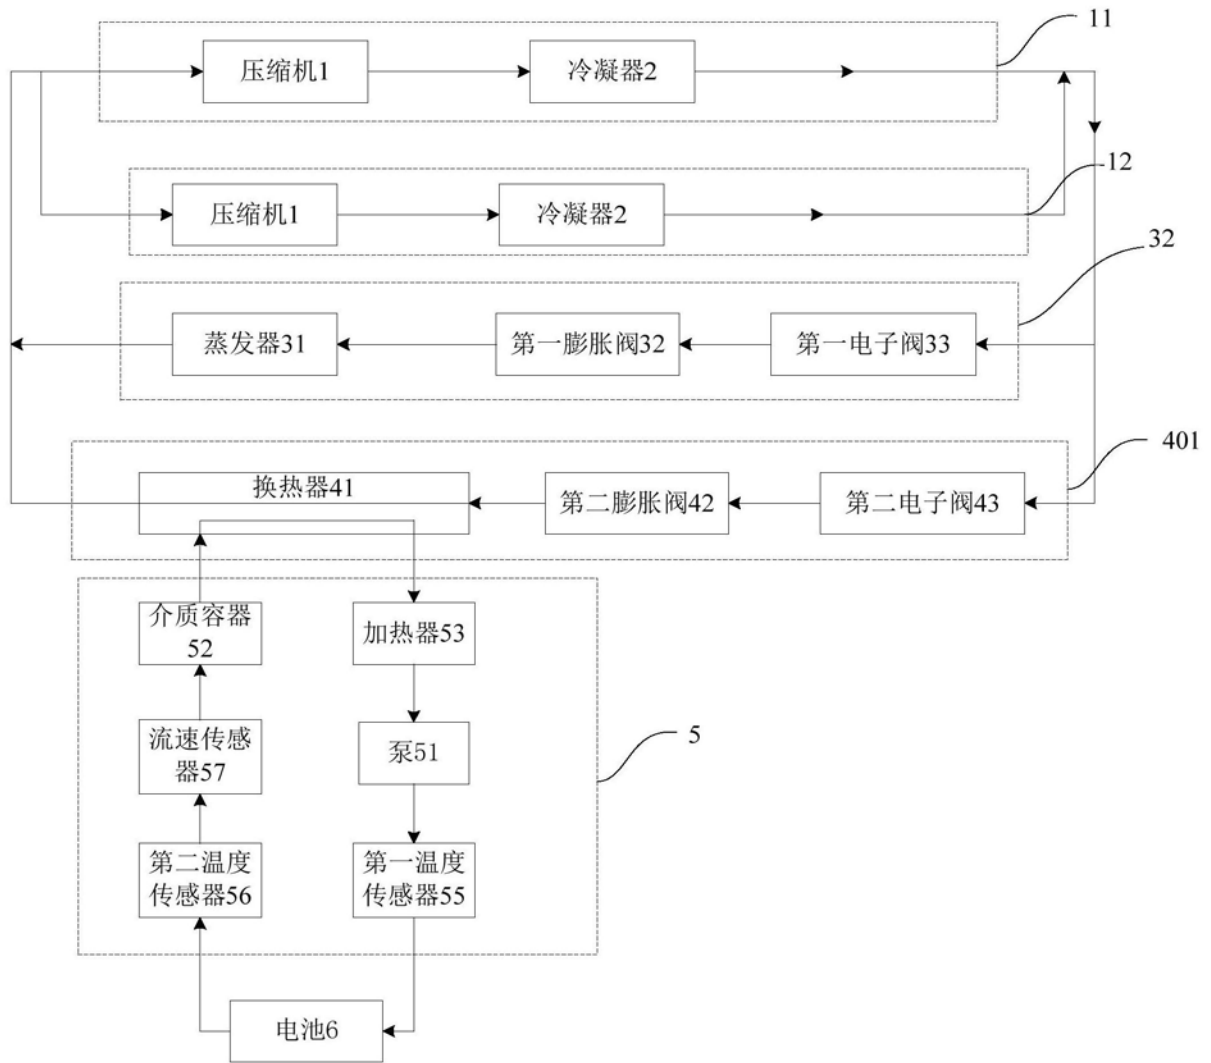 11
压缩机1
冷凝器2
12
压缩机1
冷凝器2
32
蒸发器31
第一膨胀阀32
第一电子阀33
401
换热器41
第二膨胀阀42
第二电子阀43
介质容器
52
加热器53
流速传感
器57
泵51
5
第二温度
传感器56
第一温度
传感器55
电池6